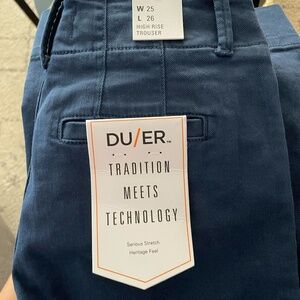 W 25
L 26
HIGH RISE
TROUSER
DU/ER
TRADITION
MEETS
TECHNOLOGY
Serious Stretch
Heritage Feel